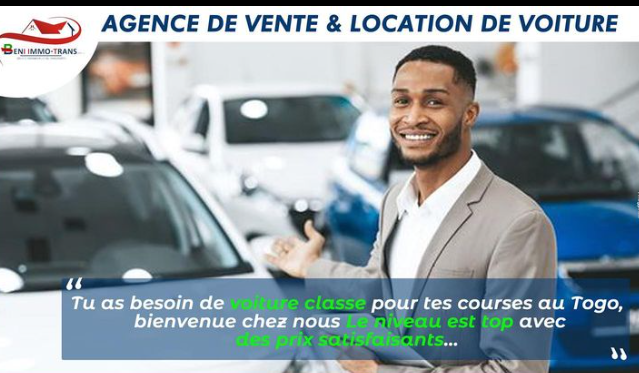 AGENCE DE VENTE & LOCATION DE VOITURE
BENI IMMO-TRANS
Tu as besoin de voiture classe pour tes courses au Togo,
bienvenue chez nous Le niveau est top avec
des prix satisfaisants...